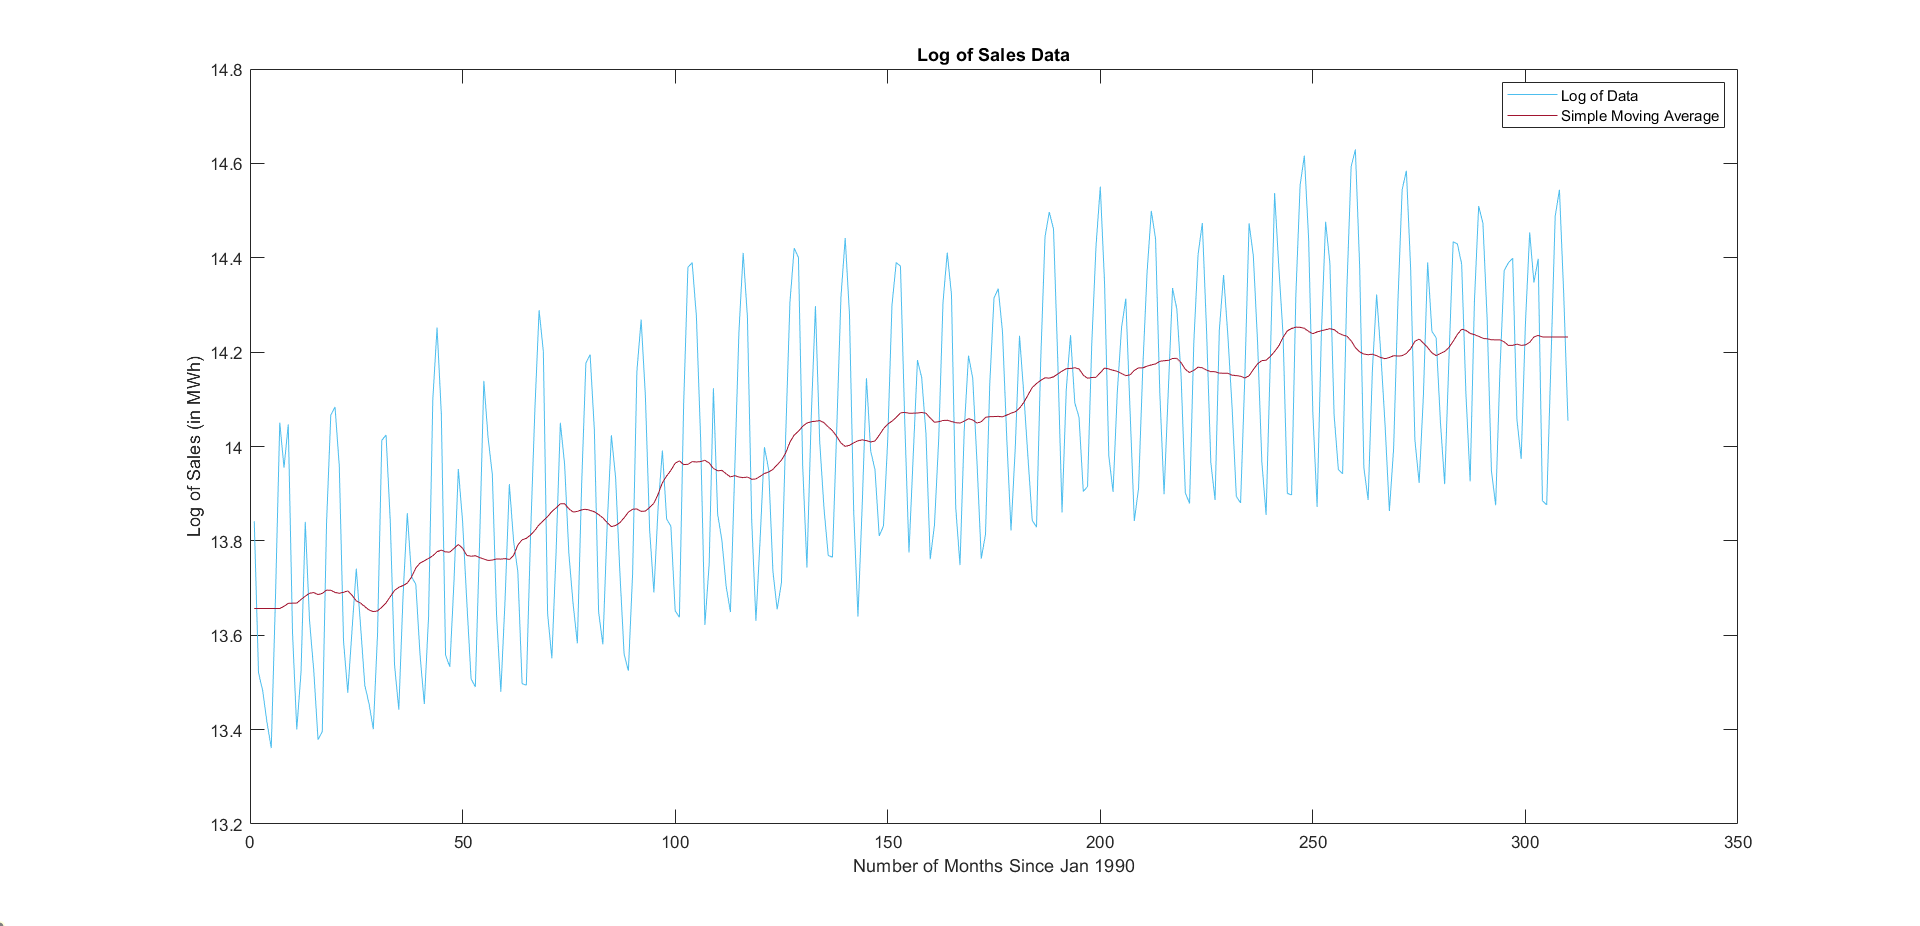 Log of Sales Data
Log of Data
Simple Moving Average
14.8
14.6
14.4
14.2
14
13.8
13.6
13.4
13.2
Log of Sales (in MWh)
0 50 100 150 200 250 300 350
Number of Months Since Jan 1990